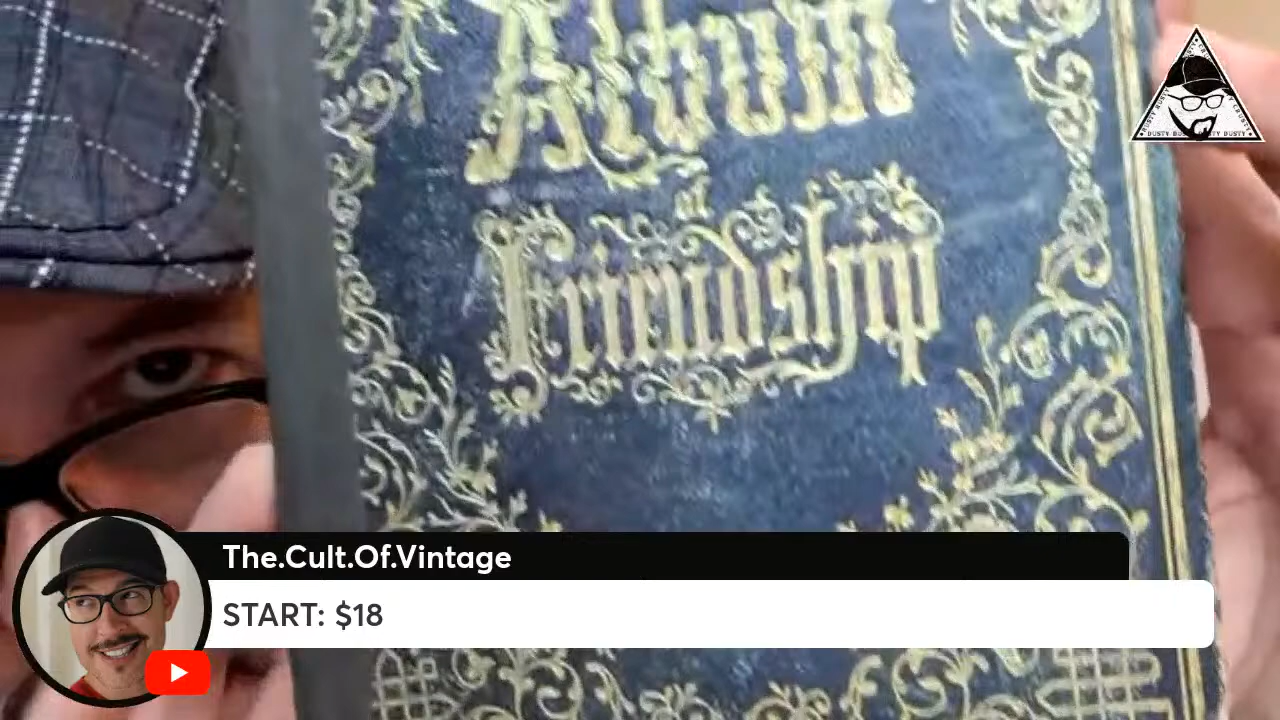 Album
of
Friendship
The.Cult.Of.Vintage
START: $18